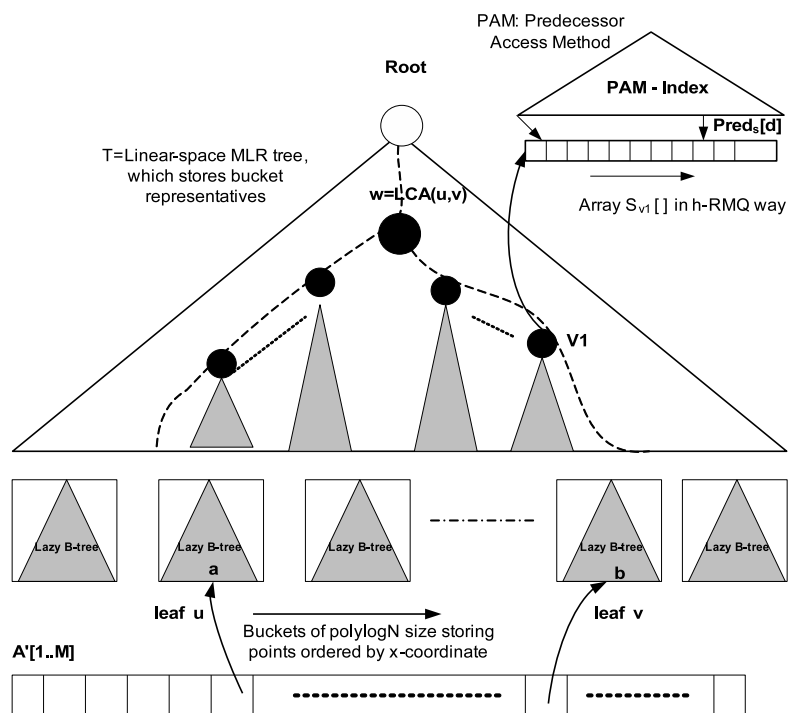 PAM: Predecessor
Access Method
Root
PAM - Index
Pred_s[d]
T=Linear-space MLR tree,
which stores bucket
representatives
w=LCA(u,v)
Array S_v1 [ ] in h-RMQ way
V1
Lazy B-tree
Lazy B-tree
a
Lazy B-tree
Lazy B-tree
b
Lazy B-tree
leaf u
leaf v
Buckets of polylogN size storing
points ordered by x-coordinate
A'[1..M]